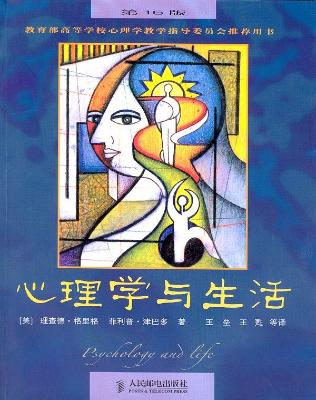 第16版
教育部高等学校心理学教学指导委员会推荐用书
心理学与生活
[美] 理查德·格里格 菲利普·津巴多 著 王垒 王甦 等译
Psychology and life
人民邮电出版社
POSTS & TELECOM PRESS